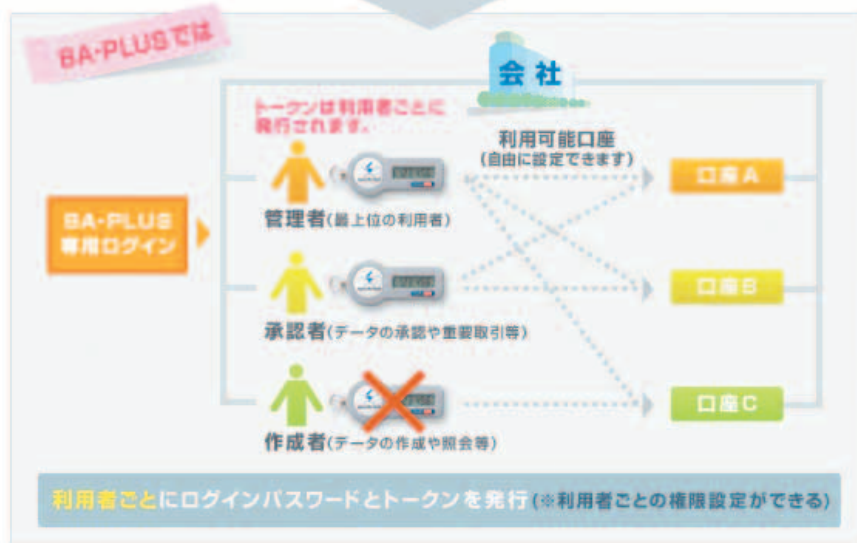 BA-PLUSでは
会社
トークンは利用者ごとに
発行されます。
利用可能口座
(自由に設定できます)
口座A
管理者(最上位の利用者)
BA-PLUS
専用ログイン
口座B
承認者(データの承認や重要取引等)
口座C
作成者(データの作成や照会等)
利用者ごとにログインパスワードとトークンを発行(※利用者ごとの権限設定ができる)